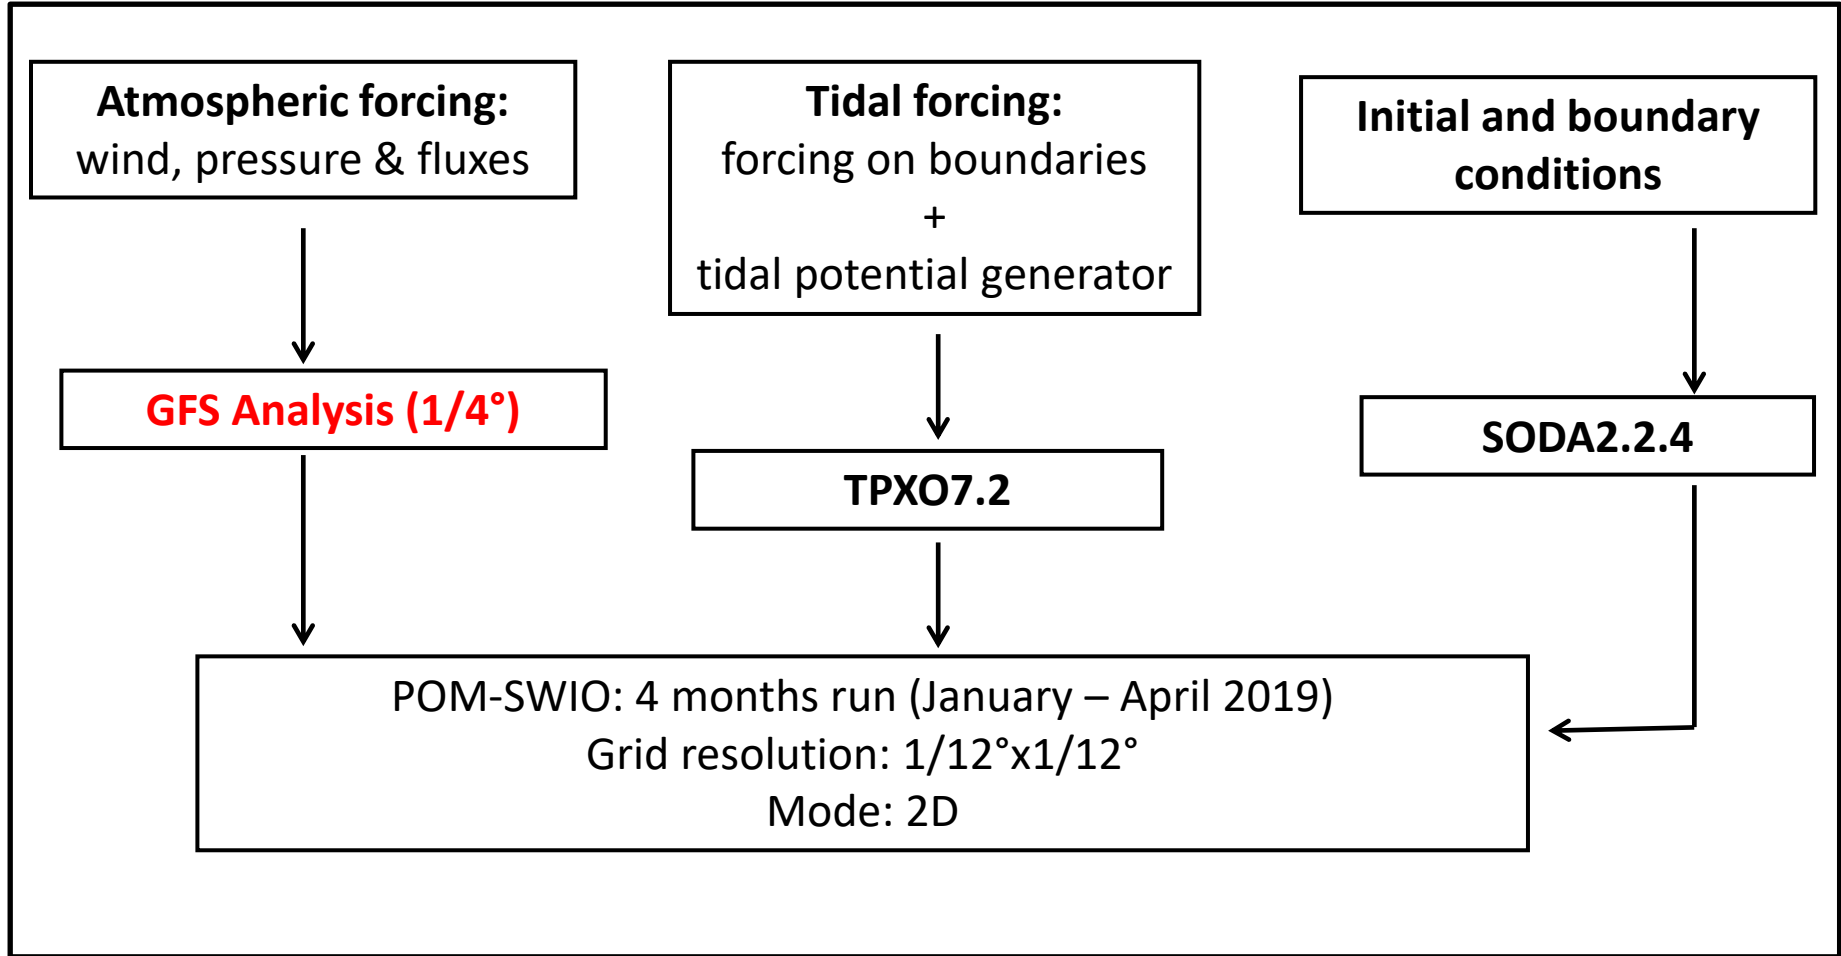 Atmospheric forcing:
wind, pressure & fluxes
Tidal forcing:
forcing on boundaries
+
tidal potential generator
Initial and boundary
conditions
GFS Analysis (1/4°)
TPXO7.2
SODA2.2.4
POM-SWIO: 4 months run (January – April 2019)
Grid resolution: 1/12°x1/12°
Mode: 2D